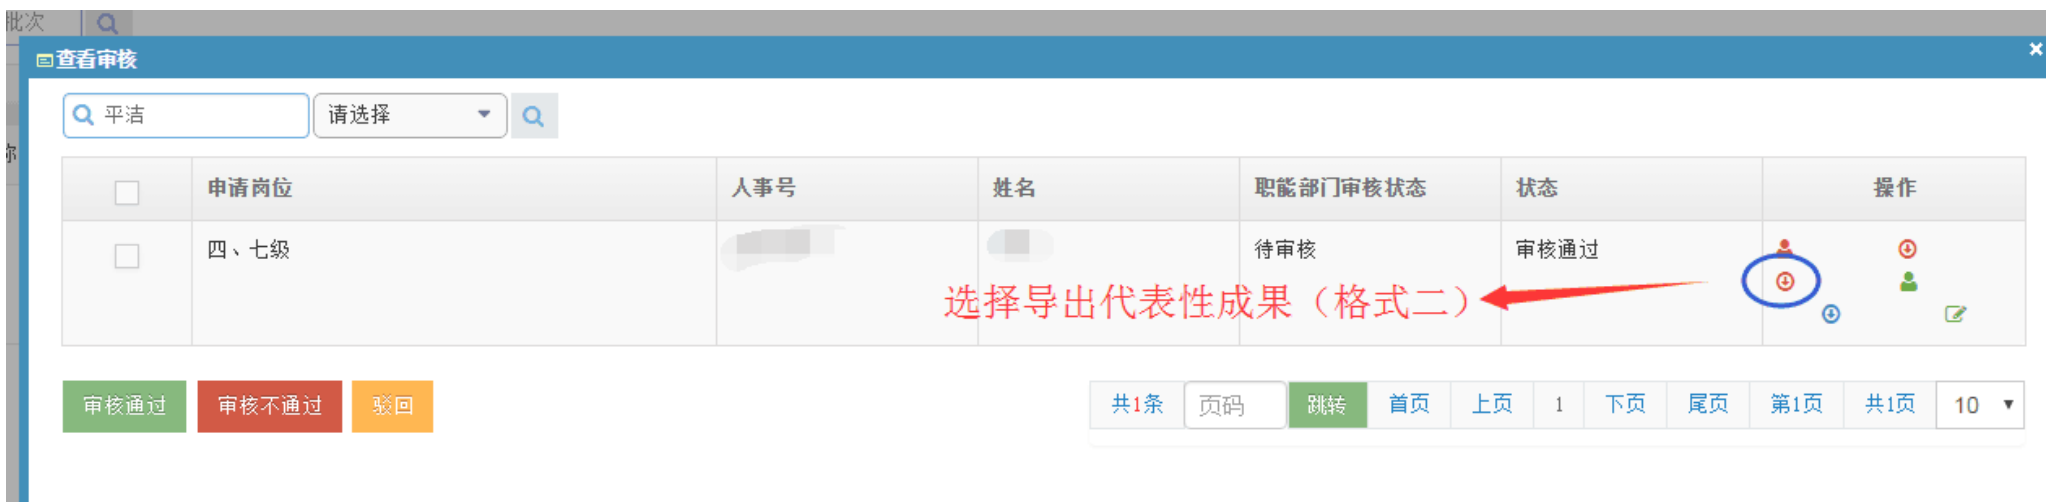 批次
查看审核
平洁 请选择
称
申请岗位 人事号 姓名 职能部门审核状态 状态 操作
四、七级 待审核 审核通过
选择导出代表性成果（格式二）
审核通过 审核不通过 驳回 共1条 页码 跳转 首页 上页 1 下页 尾页 第1页 共1页 10